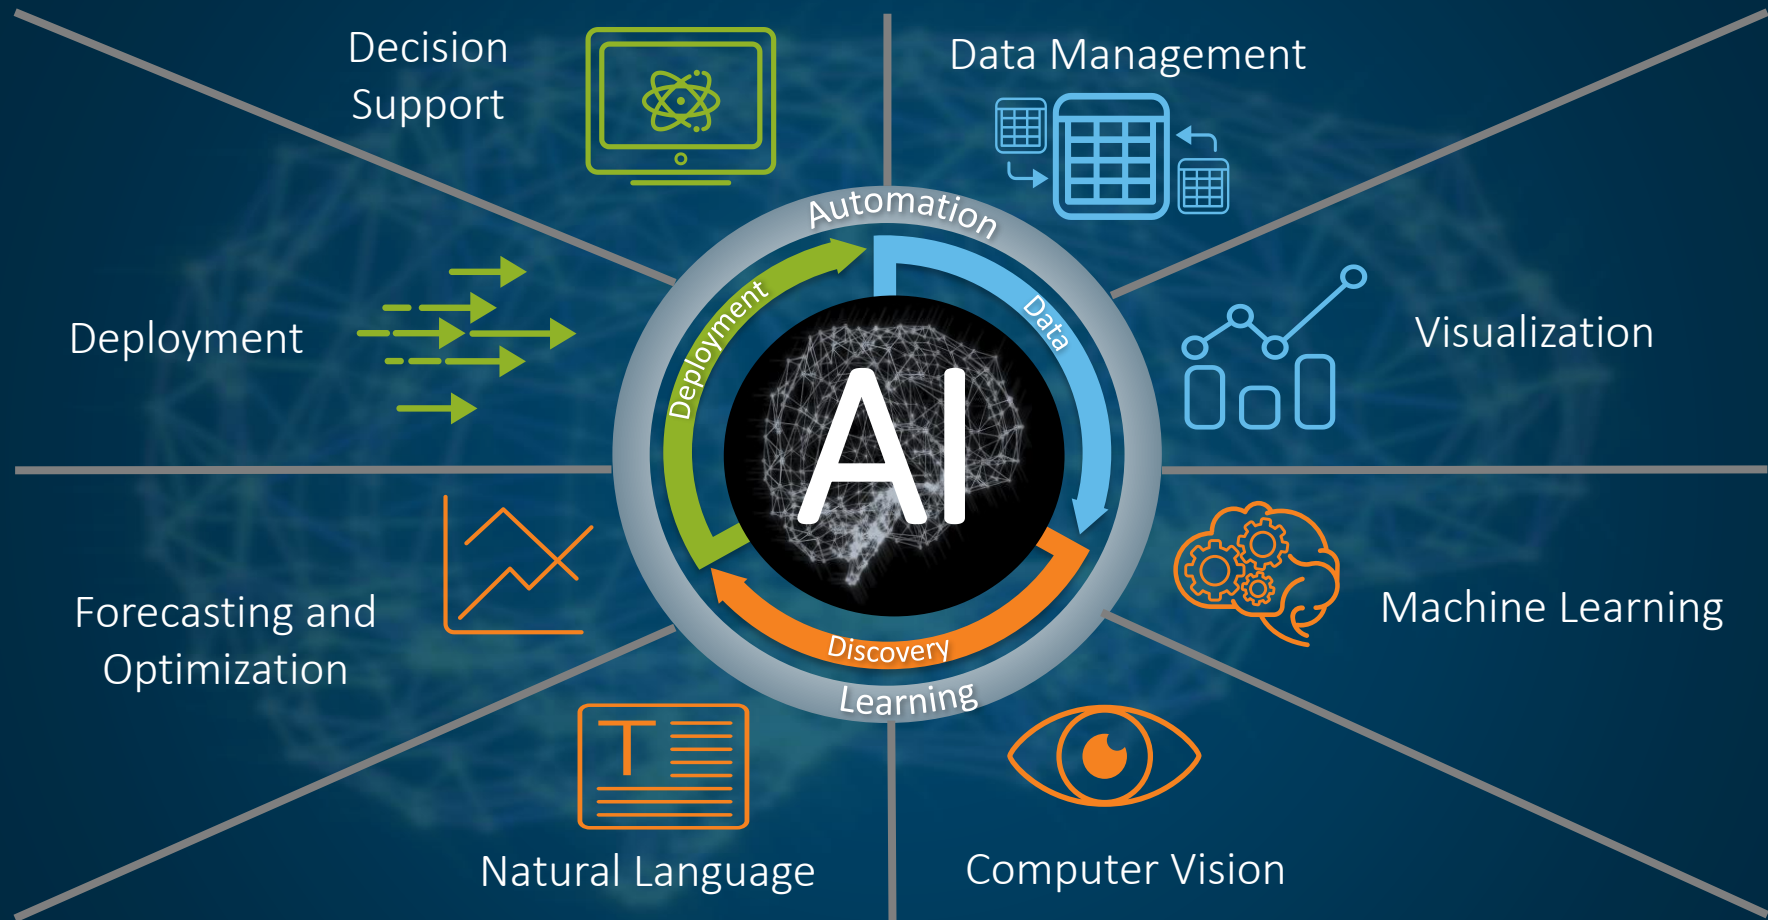 Decision
Support
Data Management
Automation
Deployment
Data
Deployment
Visualization
AI
Forecasting and
Optimization
Machine Learning
Discovery
Learning
T
Natural Language
Computer Vision